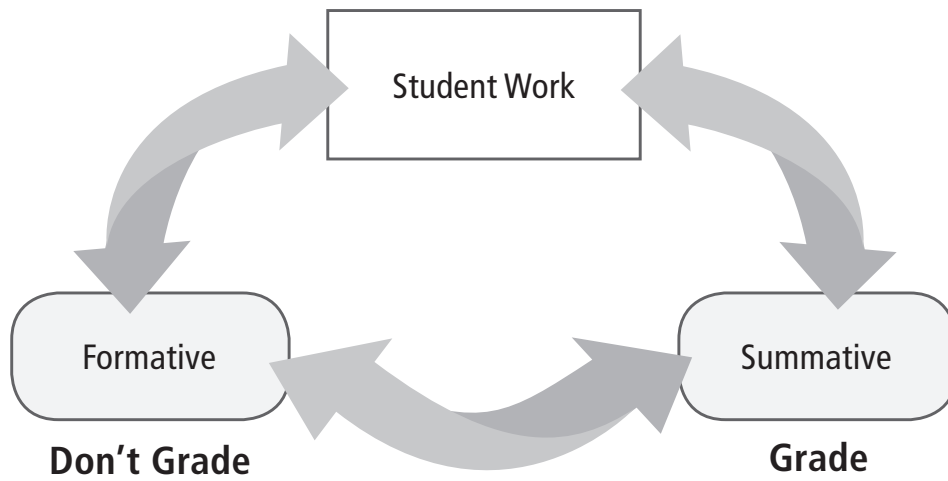 Student Work
Formative
Summative
Don't Grade
Grade